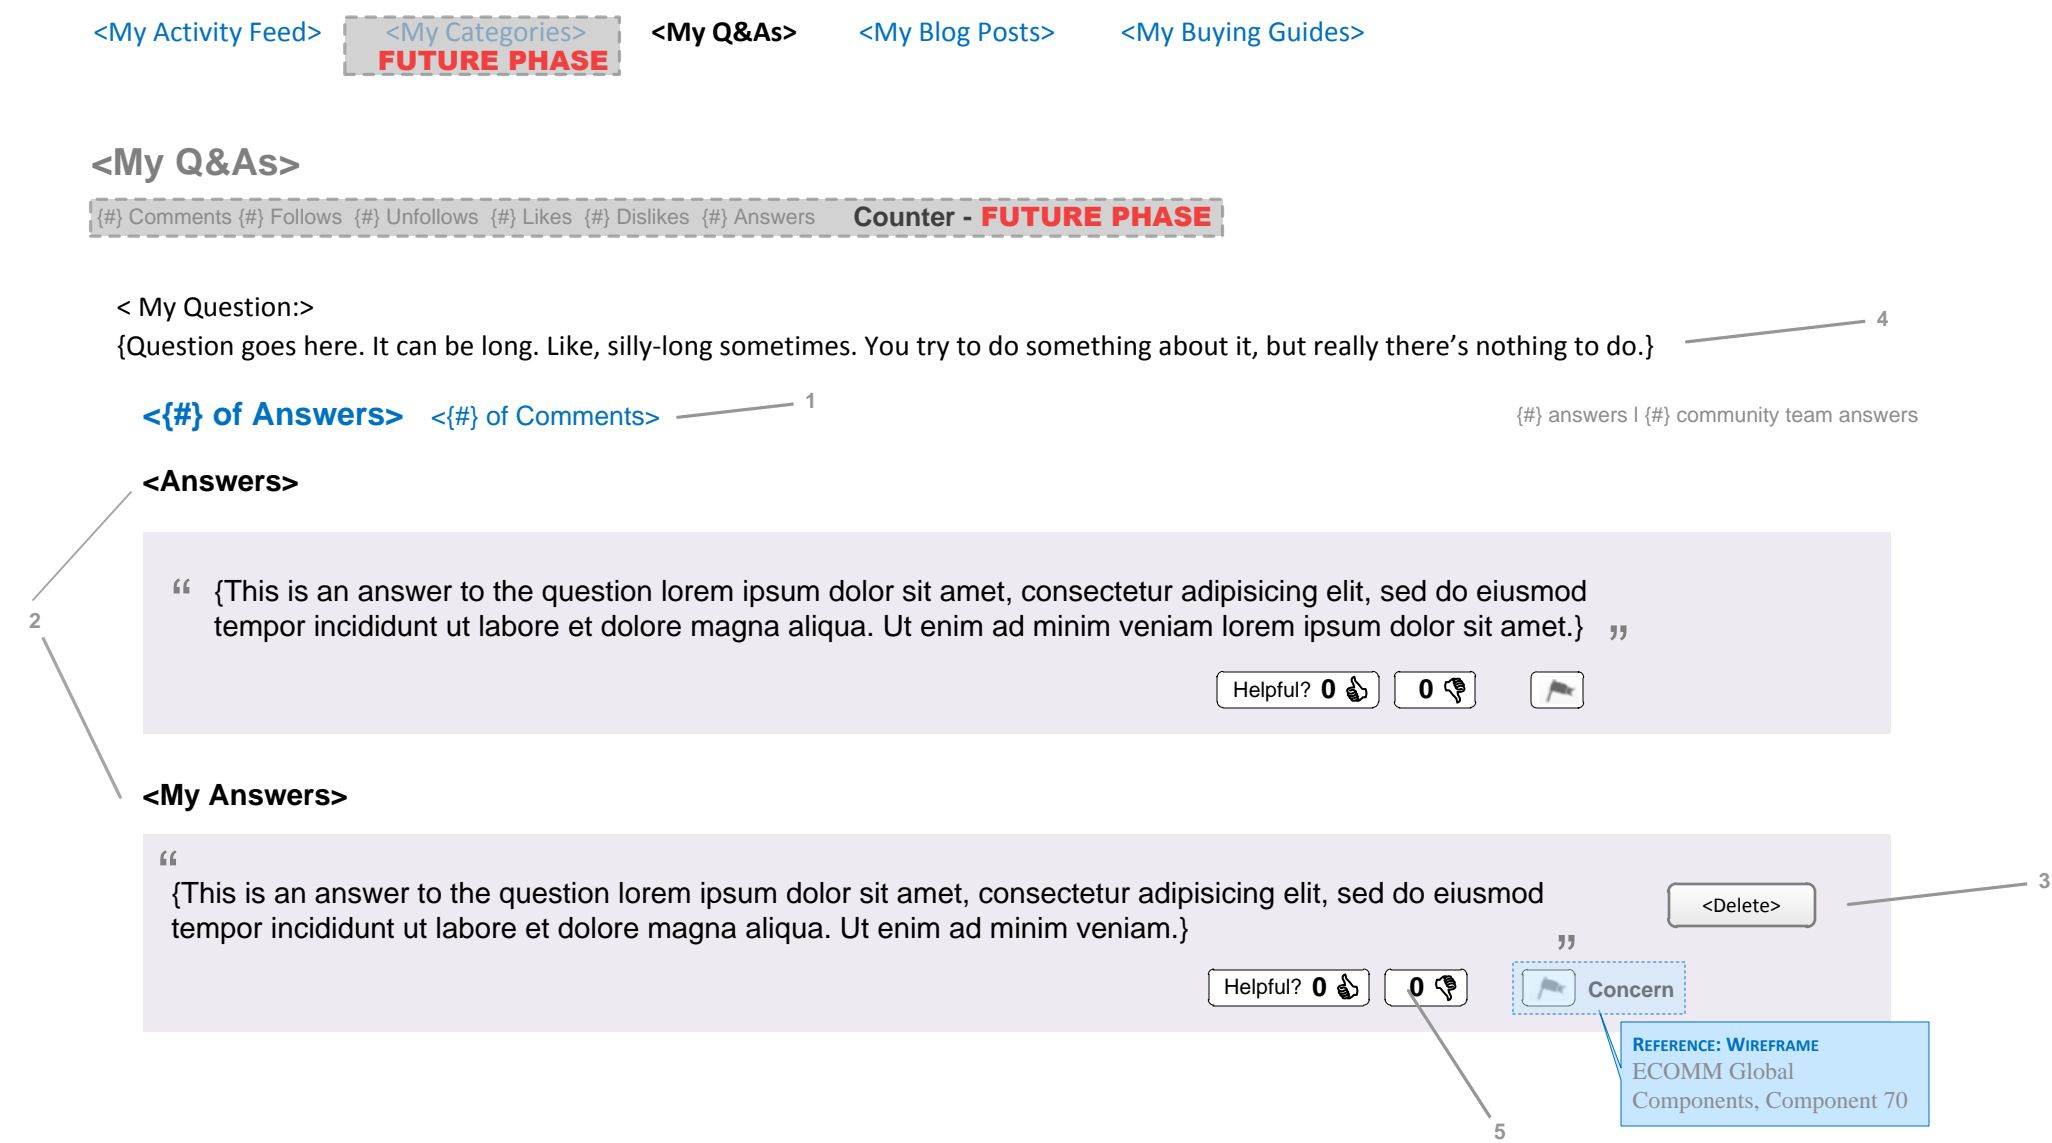 <My Activity Feed> <My Categories> <My Q&As> <My Blog Posts> <My Buying Guides>
FUTURE PHASE
<My Q&As>
{#} Comments {#} Follows {#} Unfollows {#} Likes {#} Dislikes {#} Answers Counter - FUTURE PHASE
< My Question:>
4
{Question goes here. It can be long. Like, silly-long sometimes. You try to do something about it, but really there’s nothing to do.}
<{#} of Answers> <{#} of Comments> 1 {#} answers l {#} community team answers
<Answers>
“ {This is an answer to the question lorem ipsum dolor sit amet, consectetur adipisicing elit, sed do eiusmod
2
tempor incididunt ut labore et dolore magna aliqua. Ut enim ad minim veniam lorem ipsum dolor sit amet.} ”
Helpful? 0 0
<My Answers>
“
{This is an answer to the question lorem ipsum dolor sit amet, consectetur adipisicing elit, sed do eiusmod
3
<Delete>
tempor incididunt ut labore et dolore magna aliqua. Ut enim ad minim veniam.}
”
Helpful? 0 0 Concern
REFERENCE: WIREFRAME
ECOMM Global
Components, Component 70
5